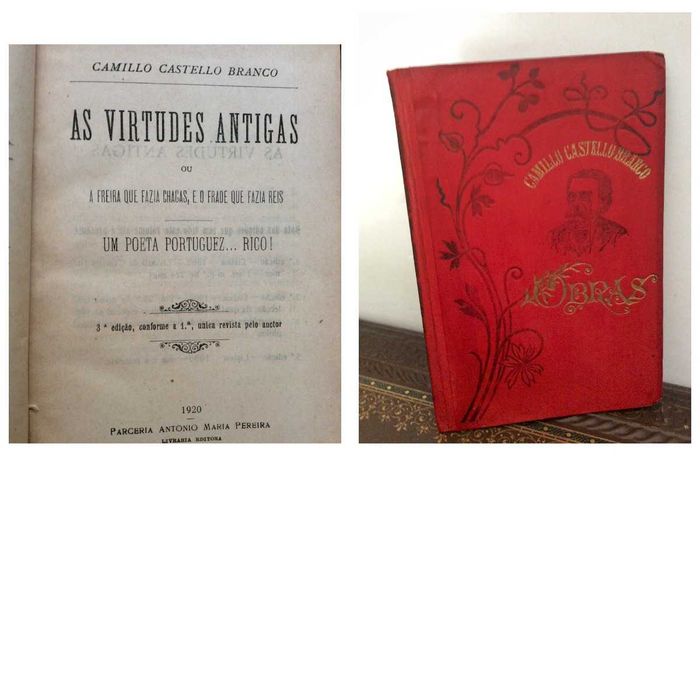 CAMILLO CASTELLO BRANCO
AS VIRTUDES ANTIGAS
OU
A FREIRA QUE FAZIA CHAGAS, E O FRADE QUE FAZIA REIS
UM POETA PORTUGUEZ... RICO!
3ª edição, conforme a 1.ª, unica revista pelo auctor
1920
PARCERIA ANTONIO MARIA PEREIRA
LIVRARIA EDITORA
CAMILLO CASTELLO BRANCO
OBRAS